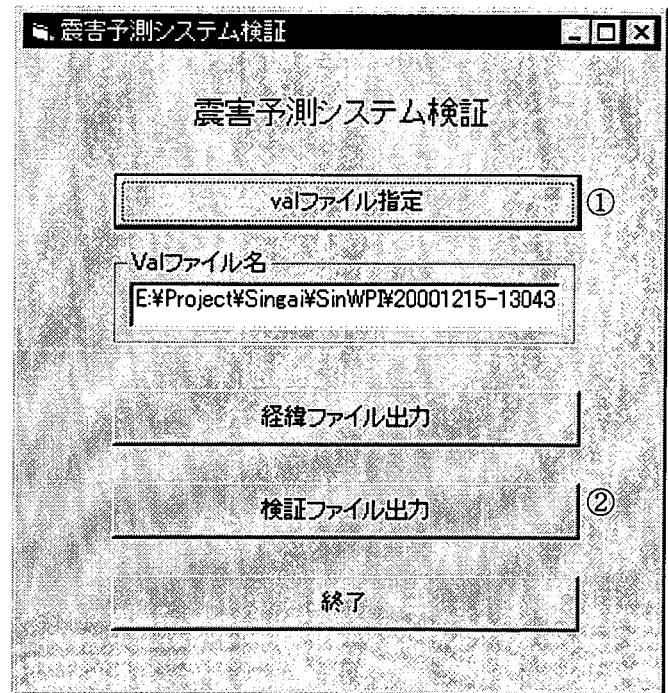 震害予測システム検証
震害予測システム検証
valファイル指定 ①
Valファイル名
E:¥Project¥Singai¥SinWPI¥20001215-13043
経緯ファイル出力
検証ファイル出力 ②
終了